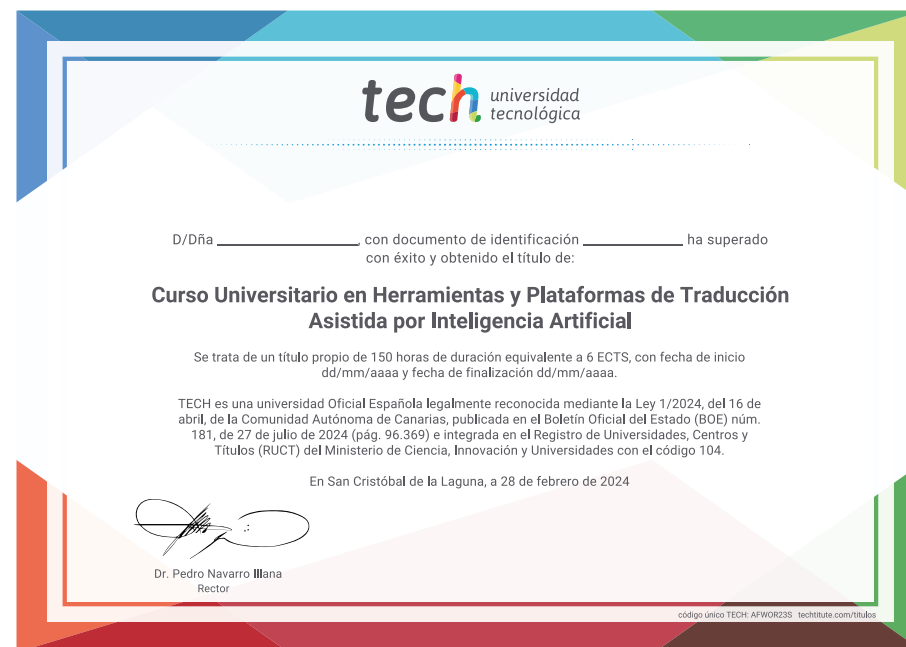 tech universidad
tecnológica
D/Dña ____________________, con documento de identificación ______________ ha superado
con éxito y obtenido el título de:
Curso Universitario en Herramientas y Plataformas de Traducción
Asistida por Inteligencia Artificial
Se trata de un título propio de 150 horas de duración equivalente a 6 ECTS, con fecha de inicio
dd/mm/aaaa y fecha de finalización dd/mm/aaaa.
TECH es una universidad Oficial Española legalmente reconocida mediante la Ley 1/2024, del 16 de
abril, de la Comunidad Autónoma de Canarias, publicada en el Boletín Oficial del Estado (BOE) núm.
181, de 27 de julio de 2024 (pág. 96.369) e integrada en el Registro de Universidades, Centros y
Títulos (RUCT) del Ministerio de Ciencia, Innovación y Universidades con el código 104.
En San Cristóbal de la Laguna, a 28 de febrero de 2024
Dr. Pedro Navarro Illana
Rector
código único TECH: AFWOR23S techtitute.com/titulos